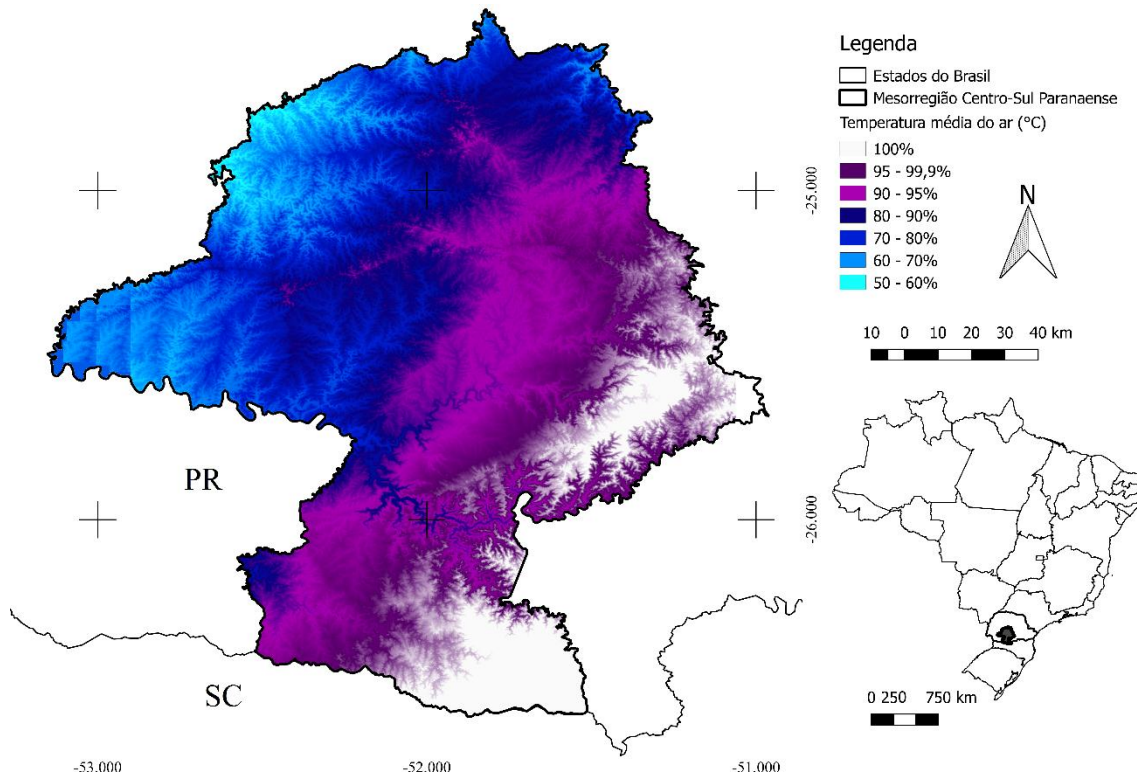 Legenda
Estados do Brasil
Mesorregião Centro-Sul Paranaense
Temperatura média do ar (°C)
100%
95 - 99,9%
90 - 95%
80 - 90%
70 - 80%
60 - 70%
50 - 60%
-25.000
N
10 0 10 20 30 40 km
PR
-26.000
SC
0 250 750 km
-53.000 -52.000 -51.000